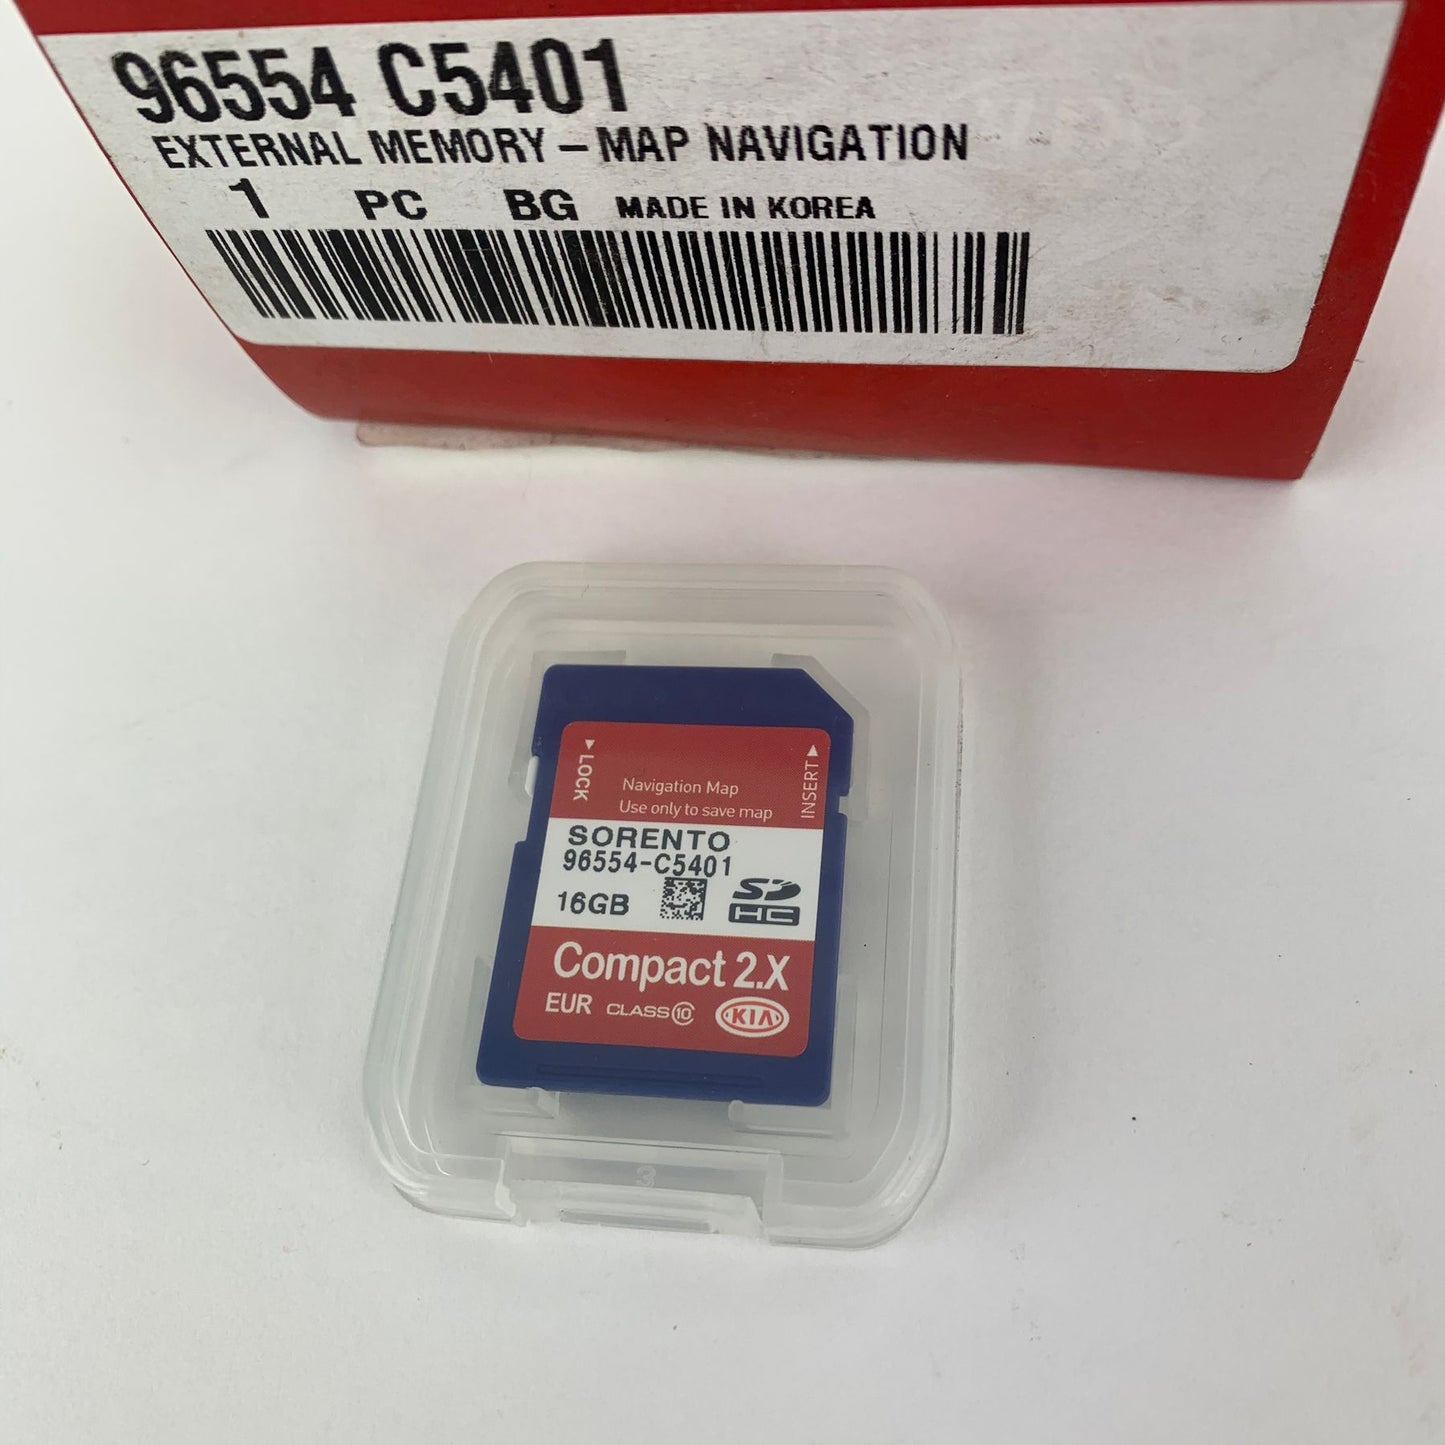 96554 C5401
EXTERNAL MEMORY – MAP NAVIGATION
1 PC BG MADE IN KOREA
LOCK
Navigation Map
Use only to save map
INSERT
SORENTO
96554-C5401
16GB
SD
HC
Compact 2.X
EUR CLASS 10 KIA
3